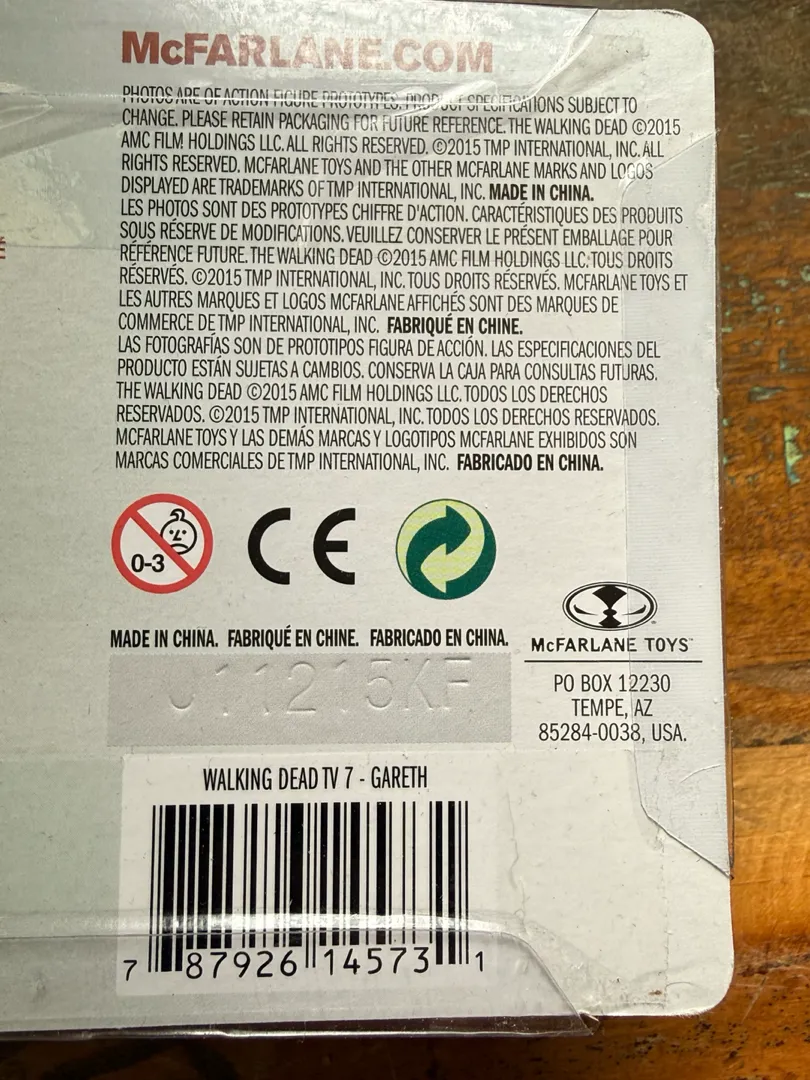 McFARLANE.COM
PHOTOS ARE OF ACTION FIGURE PROTOTYPES. PRODUCT SPECIFICATIONS SUBJECT TO
CHANGE. PLEASE RETAIN PACKAGING FOR FUTURE REFERENCE. THE WALKING DEAD ©2015
AMC FILM HOLDINGS LLC. ALL RIGHTS RESERVED. ©2015 TMP INTERNATIONAL, INC. ALL
RIGHTS RESERVED. MCFARLANE TOYS AND THE OTHER MCFARLANE MARKS AND LOGOS
DISPLAYED ARE TRADEMARKS OF TMP INTERNATIONAL, INC. MADE IN CHINA.
LES PHOTOS SONT DES PROTOTYPES CHIFFRE D'ACTION. CARACTÉRISTIQUES DES PRODUITS
SOUS RÉSERVE DE MODIFICATIONS. VEUILLEZ CONSERVER LE PRÉSENT EMBALLAGE POUR
RÉFÉRENCE FUTURE. THE WALKING DEAD ©2015 AMC FILM HOLDINGS LLC. TOUS DROITS
RÉSERVÉS. ©2015 TMP INTERNATIONAL, INC. TOUS DROITS RÉSERVÉS. MCFARLANE TOYS ET
LES AUTRES MARQUES ET LOGOS MCFARLANE AFFICHÉS SONT DES MARQUES DE
COMMERCE DE TMP INTERNATIONAL, INC. FABRIQUÉ EN CHINE.
LAS FOTOGRAFÍAS SON DE PROTOTIPOS FIGURA DE ACCIÓN. LAS ESPECIFICACIONES DEL
PRODUCTO ESTÁN SUJETAS A CAMBIOS. CONSERVA LA CAJA PARA CONSULTAS FUTURAS.
THE WALKING DEAD ©2015 AMC FILM HOLDINGS LLC. TODOS LOS DERECHOS
RESERVADOS. ©2015 TMP INTERNATIONAL, INC. TODOS LOS DERECHOS RESERVADOS.
MCFARLANE TOYS Y LAS DEMÁS MARCAS Y LOGOTIPOS MCFARLANE EXHIBIDOS SON
MARCAS COMERCIALES DE TMP INTERNATIONAL, INC. FABRICADO EN CHINA.
0-3
CE
MADE IN CHINA. FABRIQUÉ EN CHINE. FABRICADO EN CHINA.
McFARLANE TOYS™
PO BOX 12230
TEMPE, AZ
85284-0038, USA.
WALKING DEAD TV 7 - GARETH
7 87926 14573 1